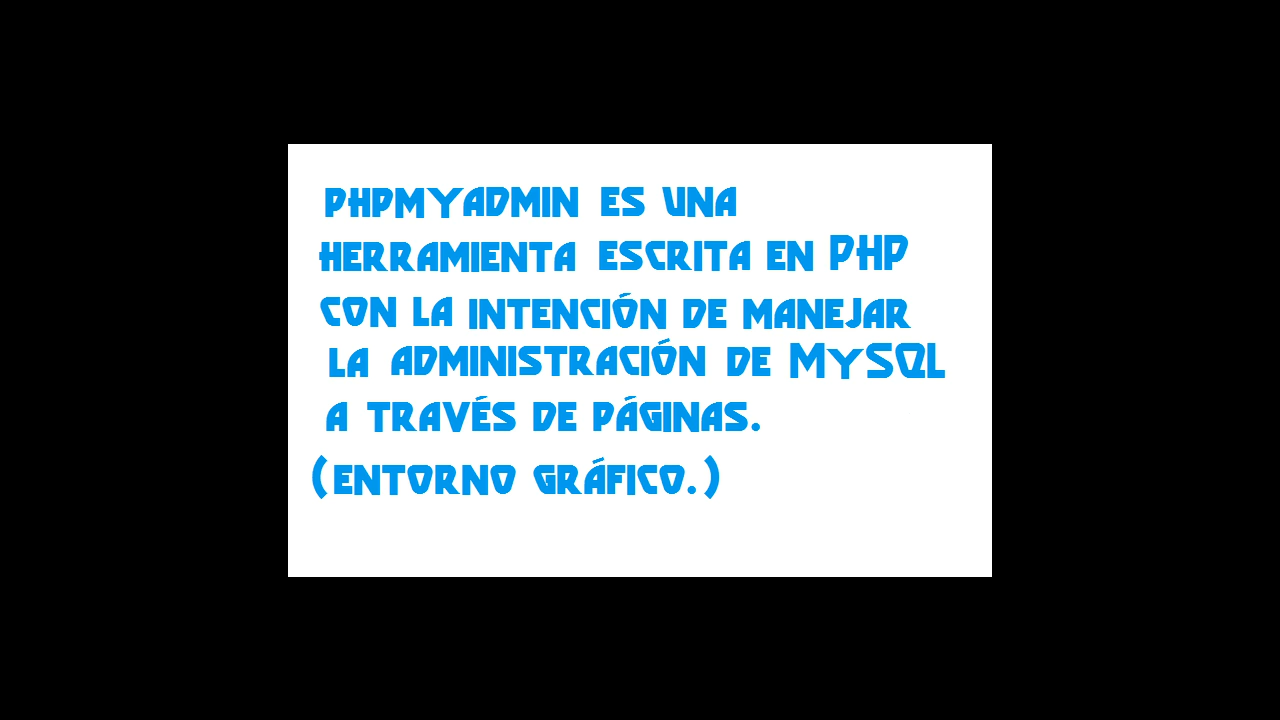 PHPMYADMIN ES UNA
HERRAMIENTA ESCRITA EN PHP
CON LA INTENCIÓN DE MANEJAR
LA ADMINISTRACIÓN DE MySQL
A TRAVÉS DE PÁGINAS.
(ENTORNO GRÁFICO.)